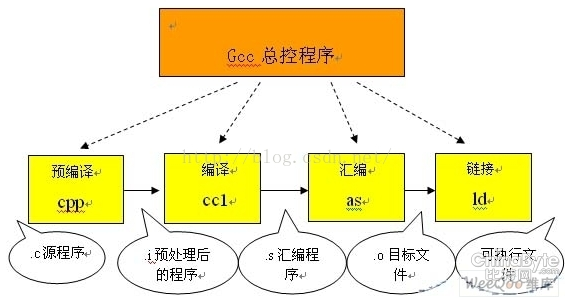 Gcc 总控程序
http://blog.csdn.net/
预编译
cpp
编译
cc1
汇编
as
链接
ld
.c源程序
.i预处理后
的程序
.s 汇编程
序
.o 目标文
件
可执行文
件
ChinaByte
比特网
WeeQoo维库